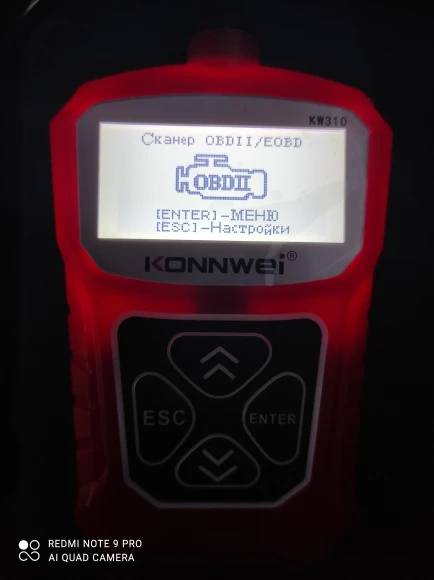 KW310
Сканер OBDII/EOBD
OBDII
[ENTER]-МЕНЮ
[ESC]-Настройки
KONNWEI®
ESC
ENTER
REDMI NOTE 9 PRO
AI QUAD CAMERA